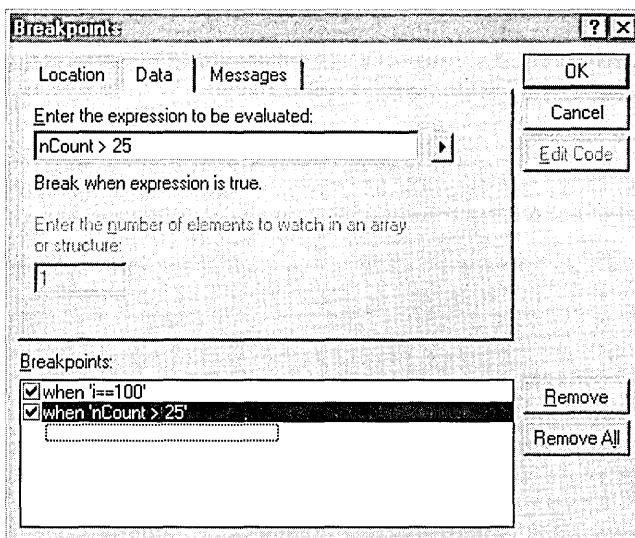 Breakpoints
Location Data Messages
OK
Enter the expression to be evaluated:
Cancel
nCount > 25
Edit Code
Break when expression is true.
Enter the number of elements to watch in an array
or structure:
1
Breakpoints:
when 'i==100'
when 'nCount > 25'
Remove
Remove All